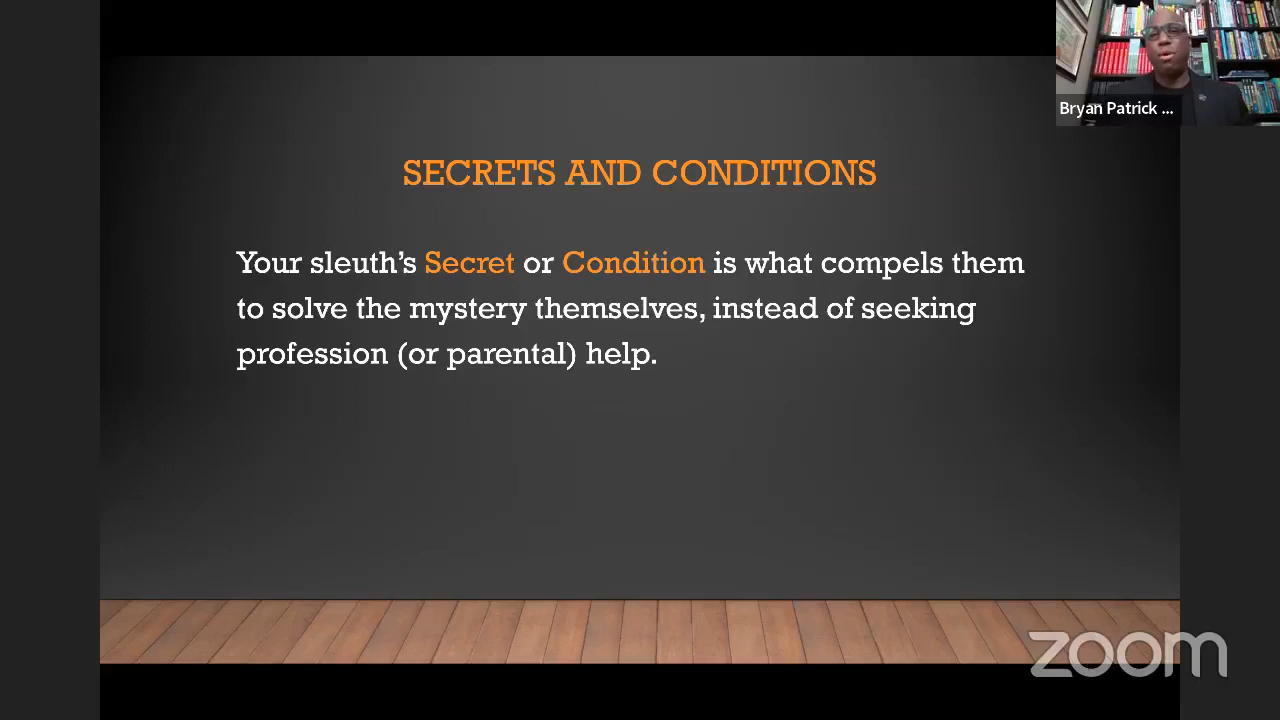 Bryan Patrick ...
SECRETS AND CONDITIONS
Your sleuth's Secret or Condition is what compels them
to solve the mystery themselves, instead of seeking
profession (or parental) help.
zoom